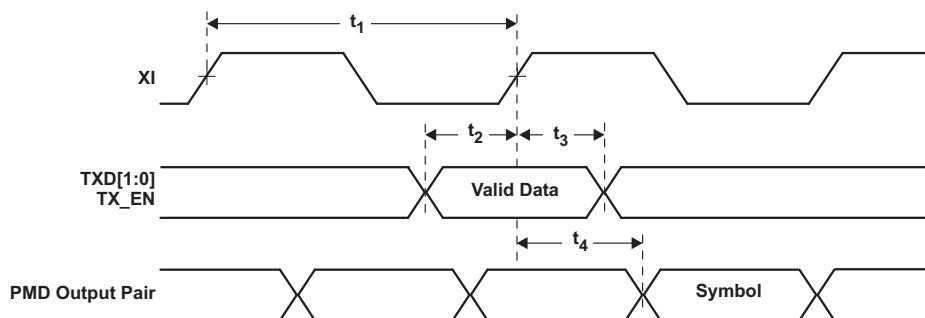 t1
XI
t2
t3
TXD[1:0]
TX_EN
Valid Data
t4
PMD Output Pair
Symbol